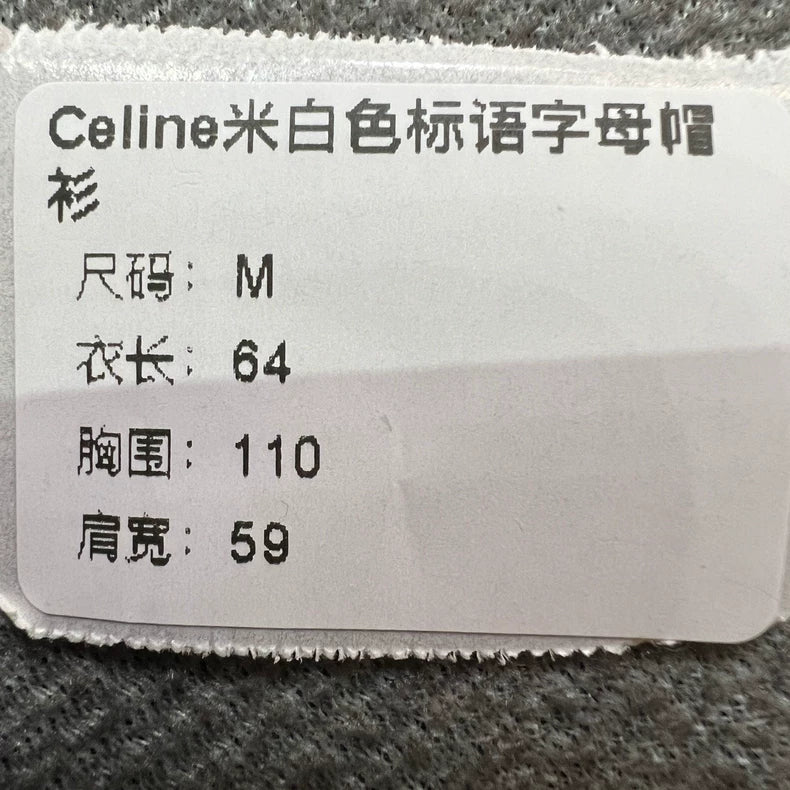 Celine米白色标语字母帽
衫
尺码：M
衣长：64
胸围：110
肩宽：59